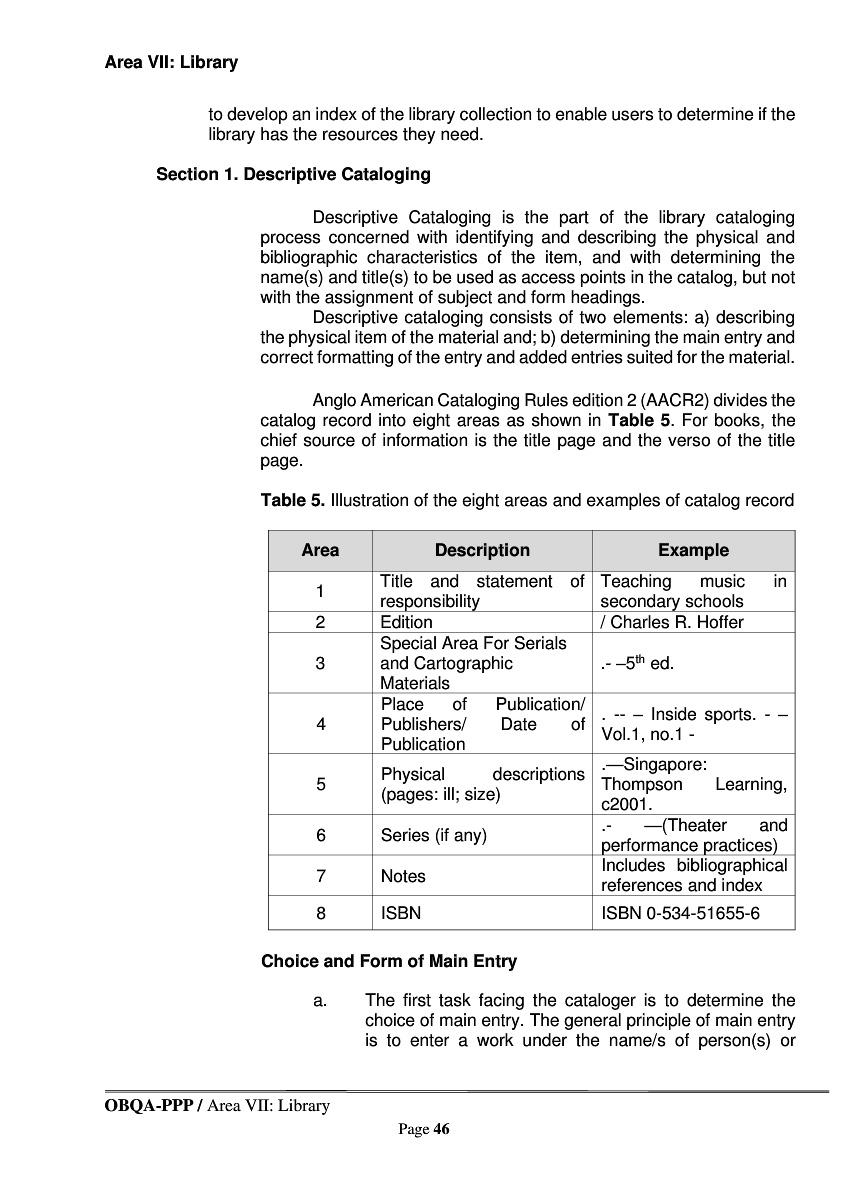 Area VII: Library
to develop an index of the library collection to enable users to determine if the
library has the resources they need.
Section 1. Descriptive Cataloging
Descriptive Cataloging is the part of the library cataloging
process concerned with identifying and describing the physical and
bibliographic characteristics of the item, and with determining the
name(s) and title(s) to be used as access points in the catalog, but not
with the assignment of subject and form headings.
Descriptive cataloging consists of two elements: a) describing
the physical item of the material and; b) determining the main entry and
correct formatting of the entry and added entries suited for the material.
Anglo American Cataloging Rules edition 2 (AACR2) divides the
catalog record into eight areas as shown in Table 5. For books, the
chief source of information is the title page and the verso of the title
page.
Table 5. Illustration of the eight areas and examples of catalog record
Area Description Example
1 Title and statement of responsibility Teaching music in secondary schools
2 Edition / Charles R. Hoffer
3 Special Area For Serials and Cartographic Materials .- –5th ed.
4 Place of Publication/ Publishers/ Date of Publication . -- – Inside sports. - – Vol.1, no.1 -
5 Physical descriptions (pages: ill; size) .—Singapore: Thompson Learning, c2001.
6 Series (if any) .- —(Theater and performance practices)
7 Notes Includes bibliographical references and index
8 ISBN ISBN 0-534-51655-6
Choice and Form of Main Entry
a. The first task facing the cataloger is to determine the
choice of main entry. The general principle of main entry
is to enter a work under the name/s of person(s) or
OBQA-PPP / Area VII: Library
Page 46